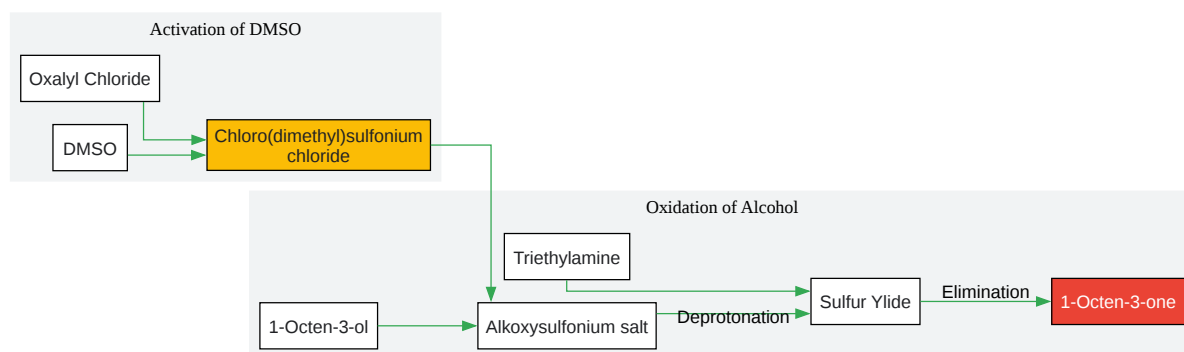 Activation of DMSO
Oxalyl Chloride
DMSO
Chloro(dimethyl)sulfonium
chloride
Oxidation of Alcohol
Triethylamine
1-Octen-3-ol
Alkoxysulfonium salt
Deprotonation
Sulfur Ylide
Elimination
1-Octen-3-one